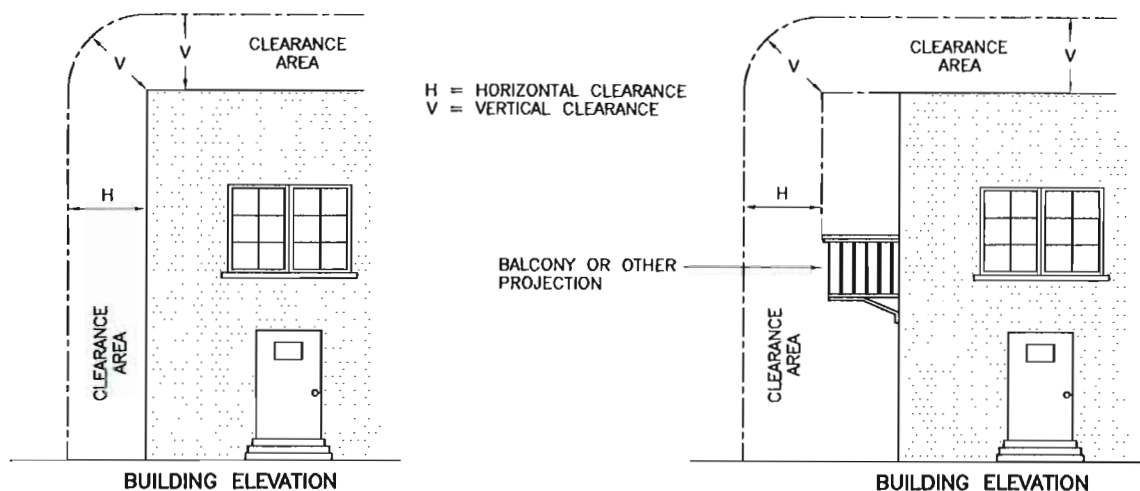 V
V
CLEARANCE
AREA
H = HORIZONTAL CLEARANCE
V = VERTICAL CLEARANCE
H
CLEARANCE
AREA
BUILDING ELEVATION
V
CLEARANCE
AREA
V
H
BALCONY OR OTHER
PROJECTION
CLEARANCE
AREA
BUILDING ELEVATION